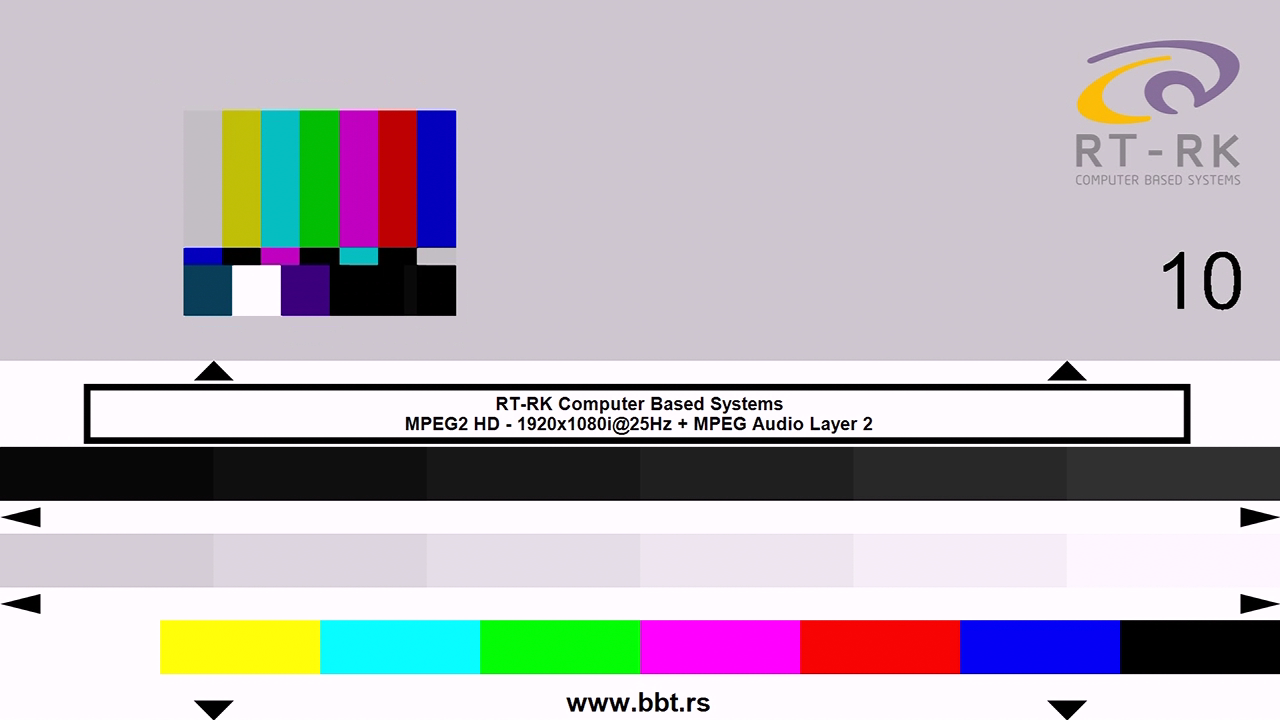 RT-RK
COMPUTER BASED SYSTEMS
10
RT-RK Computer Based Systems
MPEG2 HD - 1920x1080i@25Hz + MPEG Audio Layer 2
www.bbt.rs